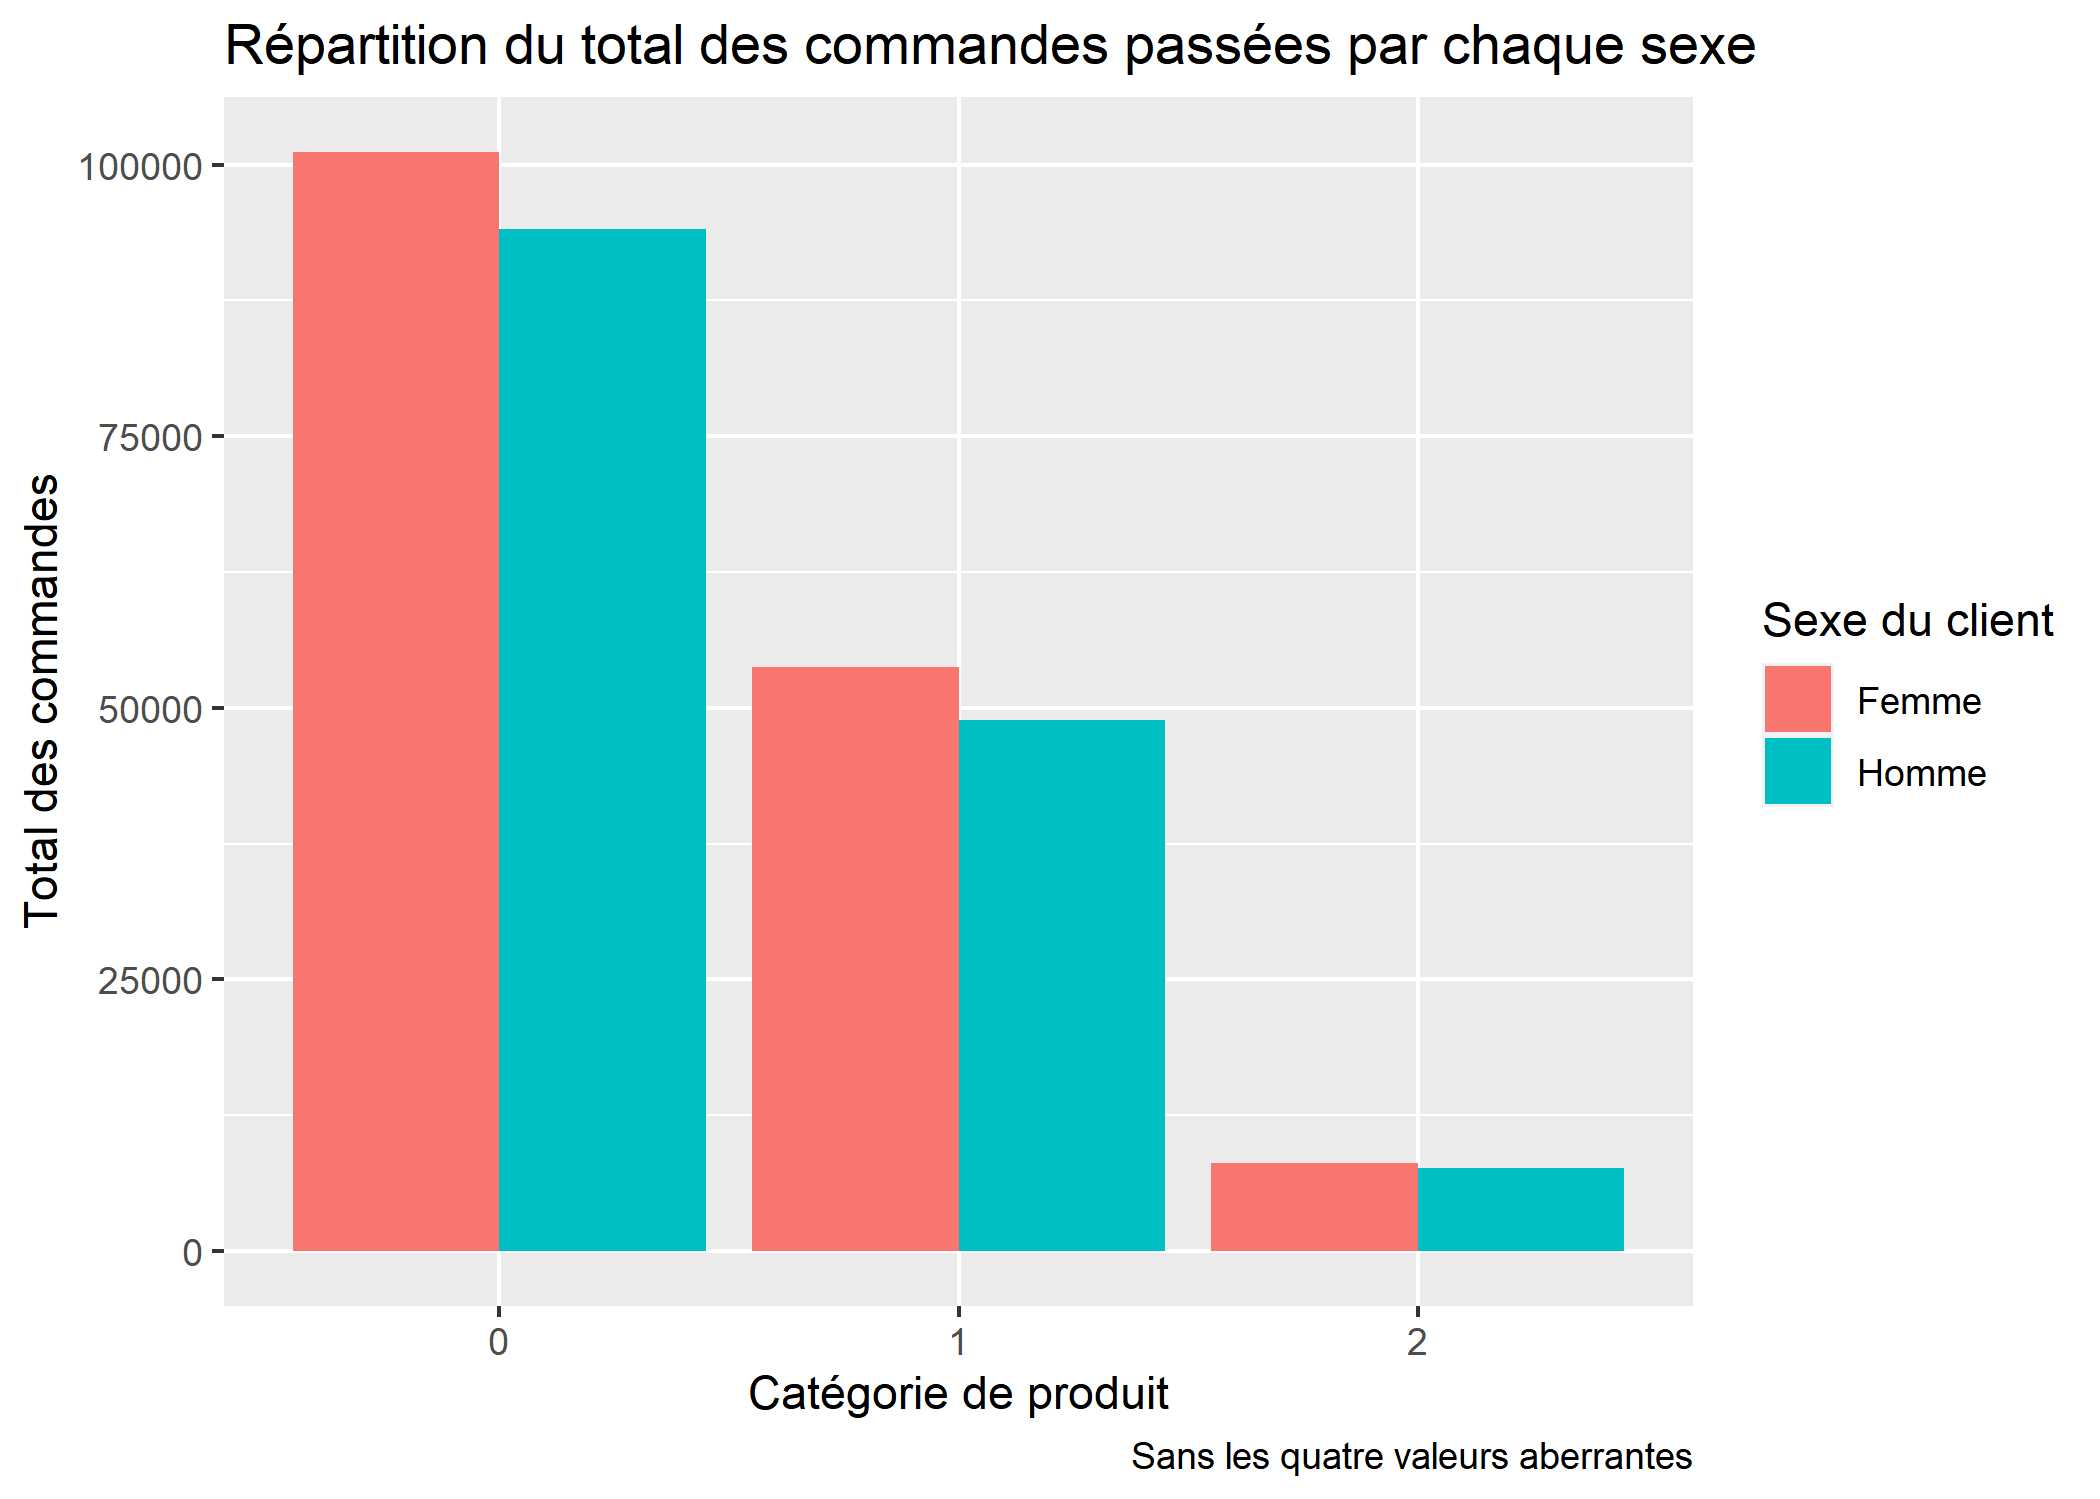 Répartition du total des commandes passées par chaque sexe
Total des commandes
100000
75000
50000
25000
0
0
1
2
Catégorie de produit
Sexe du client
Femme
Homme
Sans les quatre valeurs aberrantes